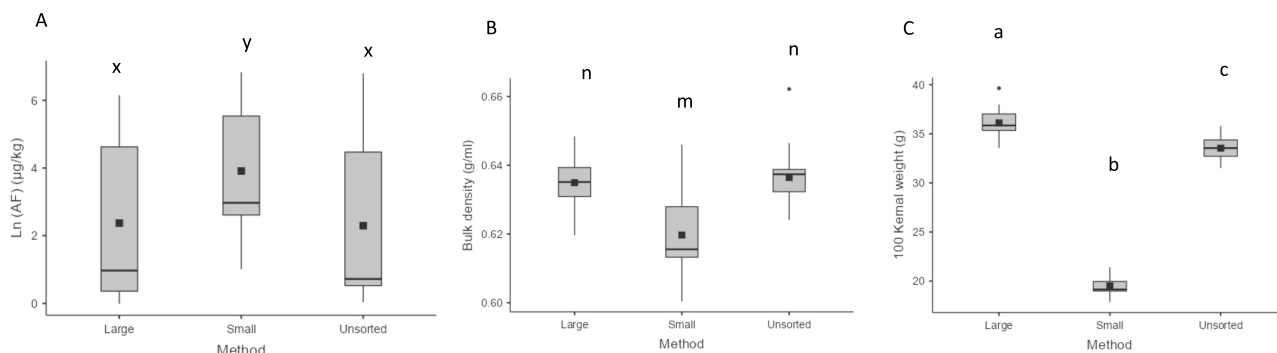 A
x
y
x
Ln (AF) (µg/kg)
6
4
2
0
Large
Small
Unsorted
Method
B
n
m
n
Bulk density (g/ml)
0.66
0.64
0.62
0.60
Large
Small
Unsorted
Method
C
a
b
c
100 Kernal weight (g)
40
35
30
25
20
Large
Small
Unsorted
Method